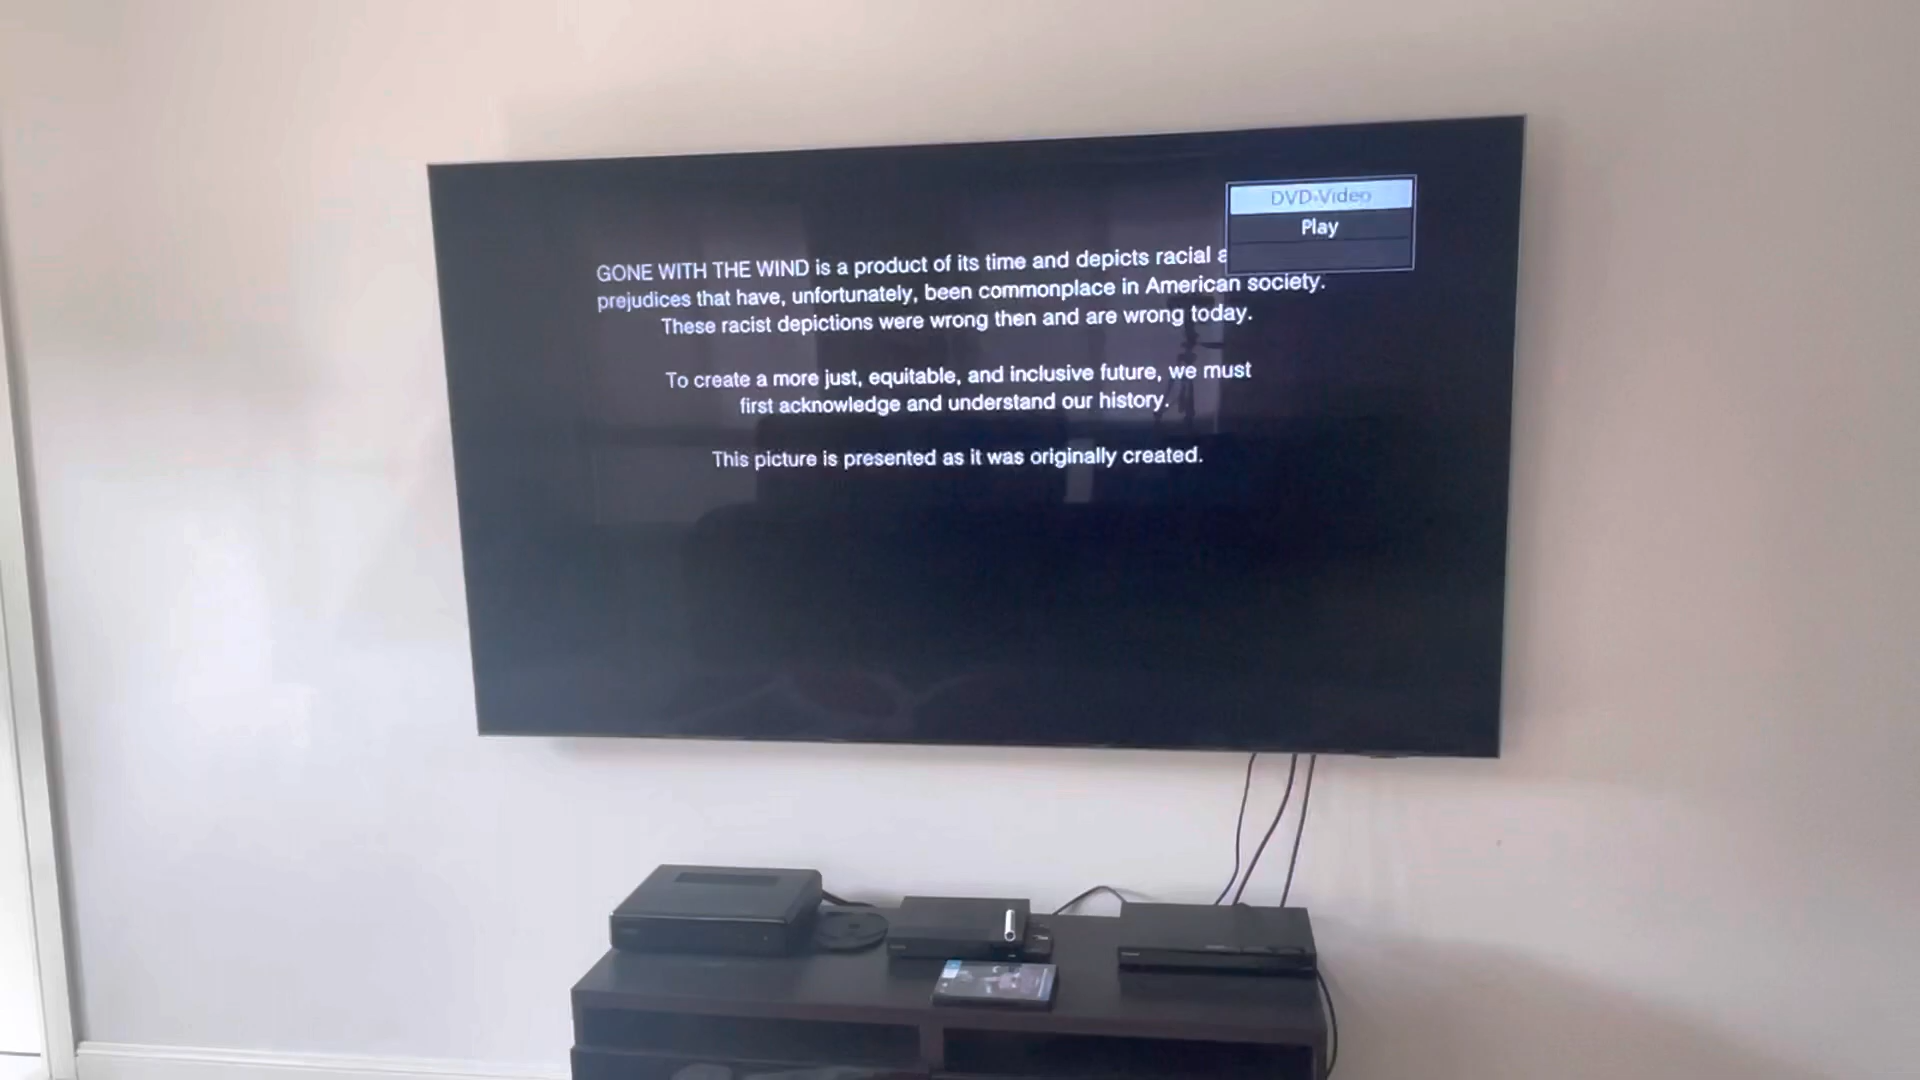 DVD-Video
Play
GONE WITH THE WIND is a product of its time and depicts racial a
prejudices that have, unfortunately, been commonplace in American society.
These racist depictions were wrong then and are wrong today.
To create a more just, equitable, and inclusive future, we must
first acknowledge and understand our history.
This picture is presented as it was originally created.